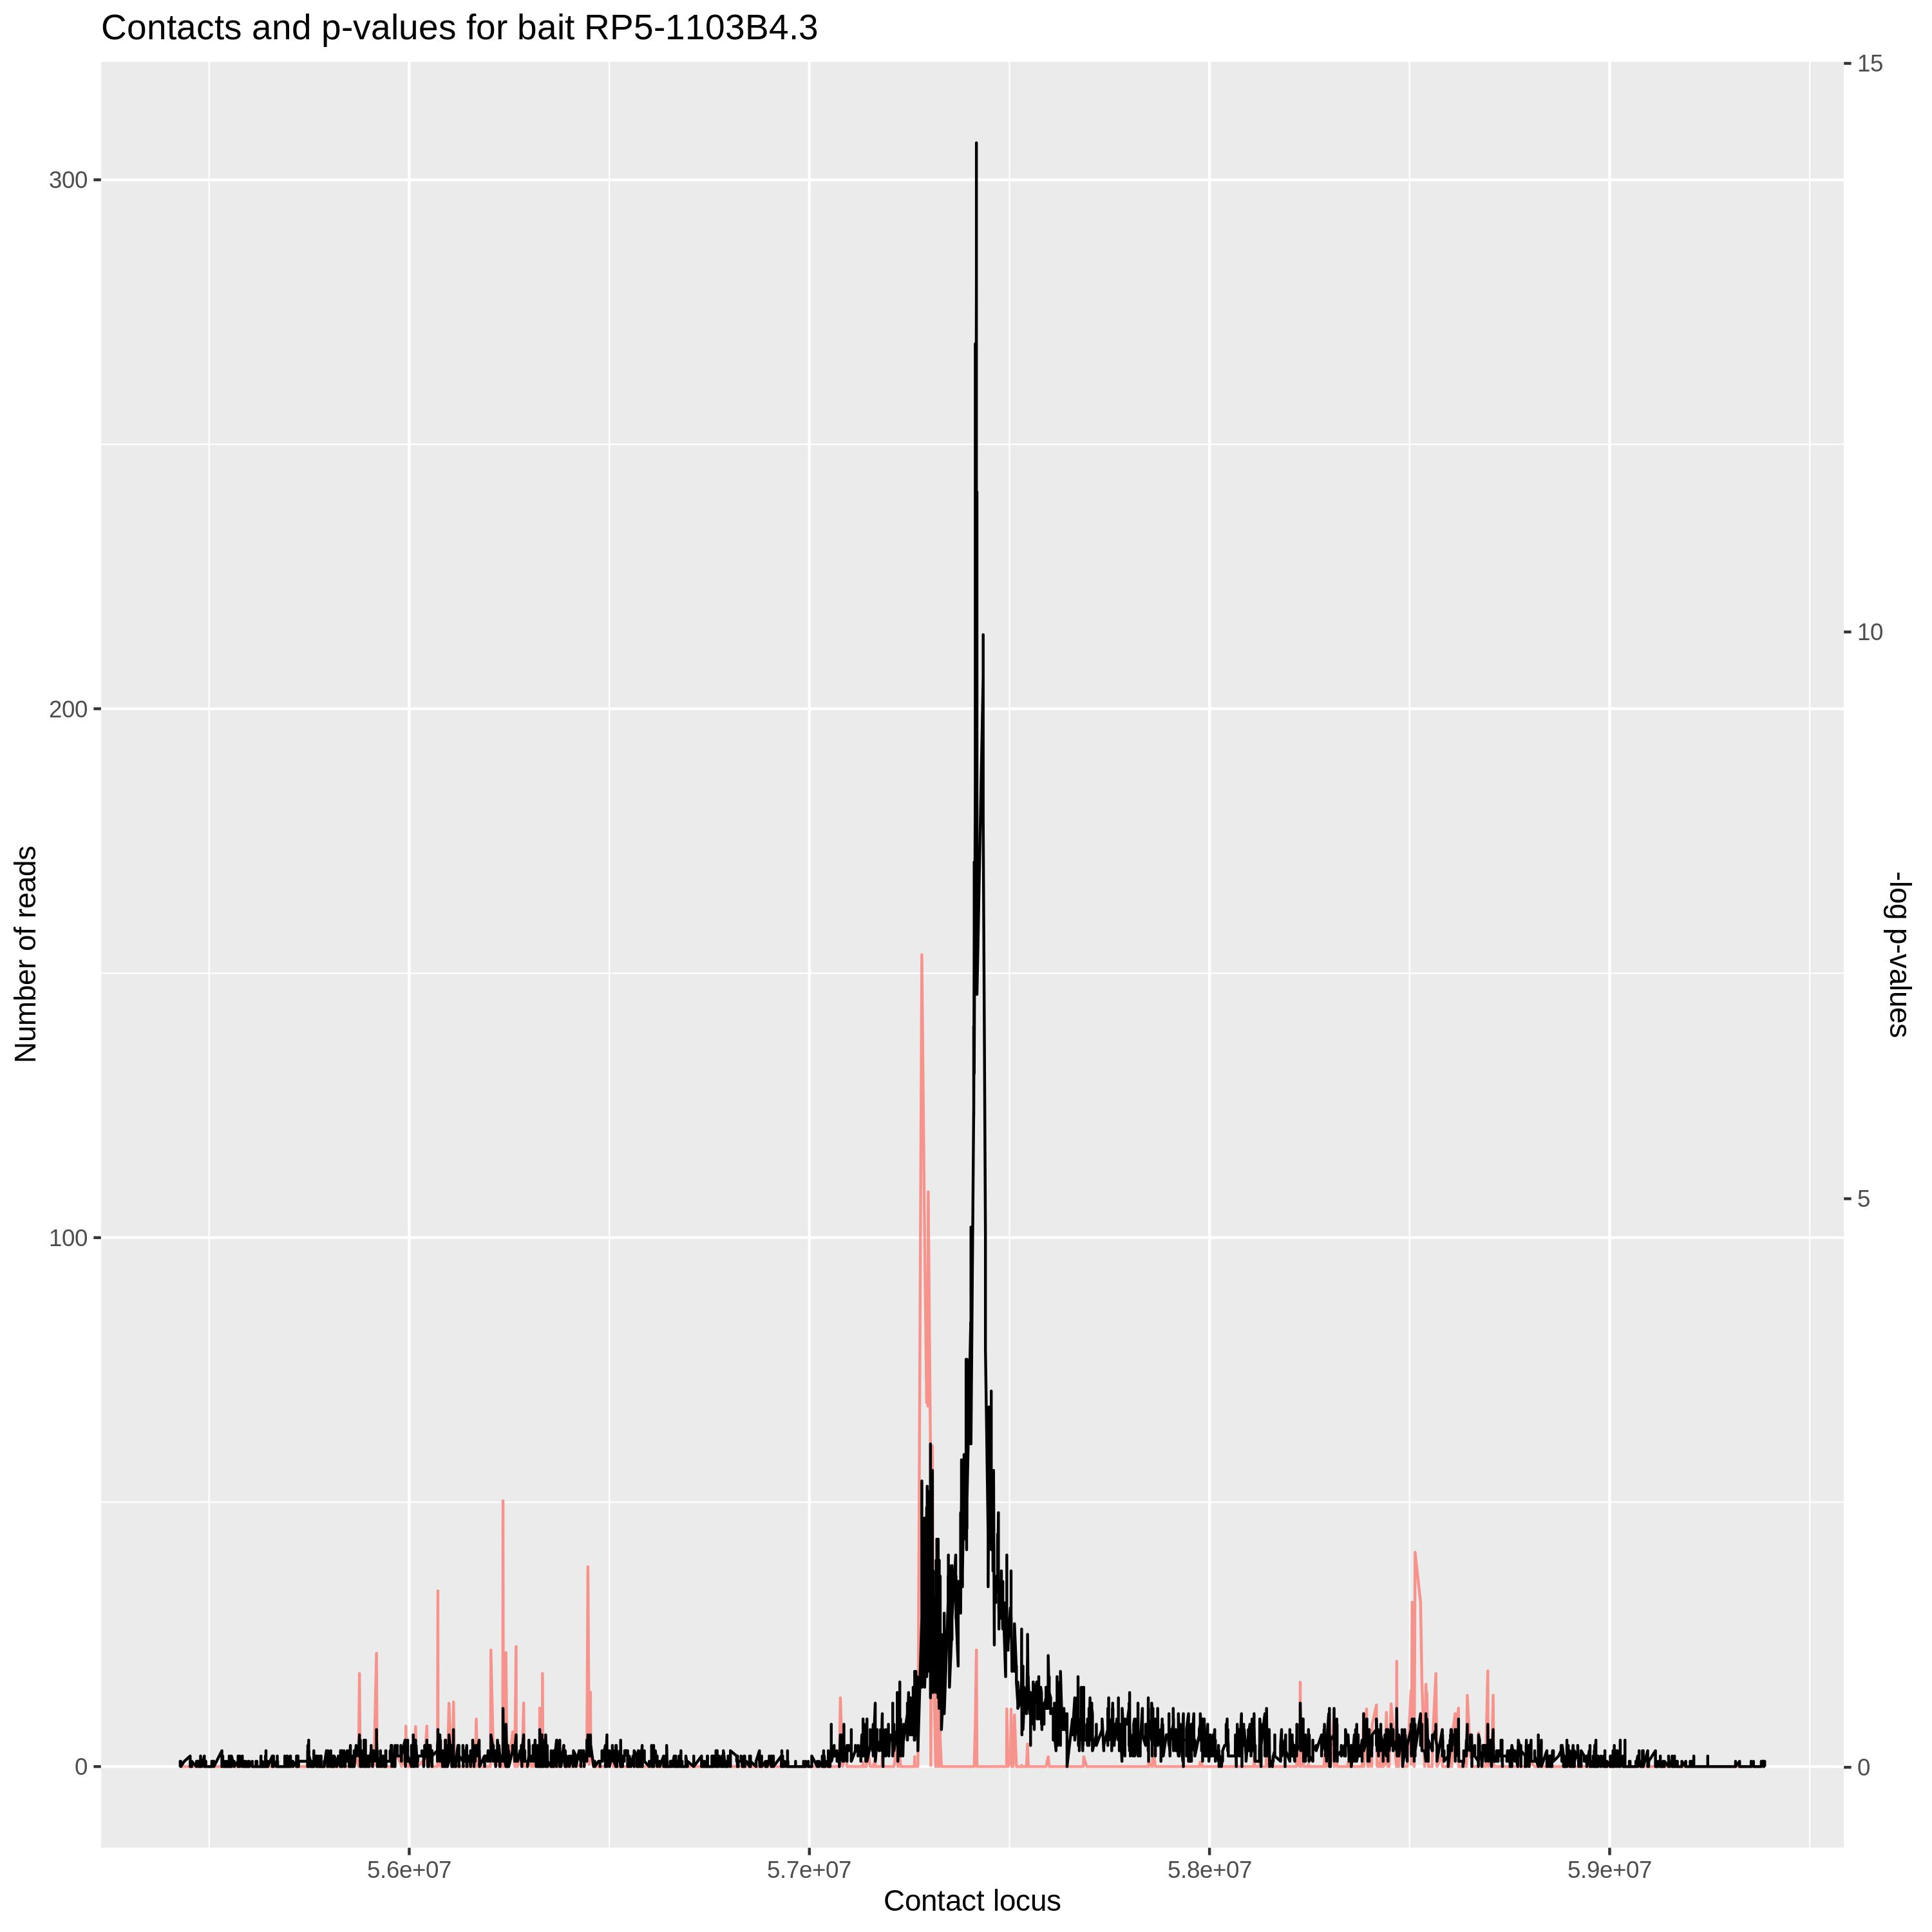 Contacts and p-values for bait RP5-1103B4.3
15
300
10
200
Number of reads
-log p-values
5
100
0
0
5.6e+07
5.7e+07
5.8e+07
5.9e+07
Contact locus